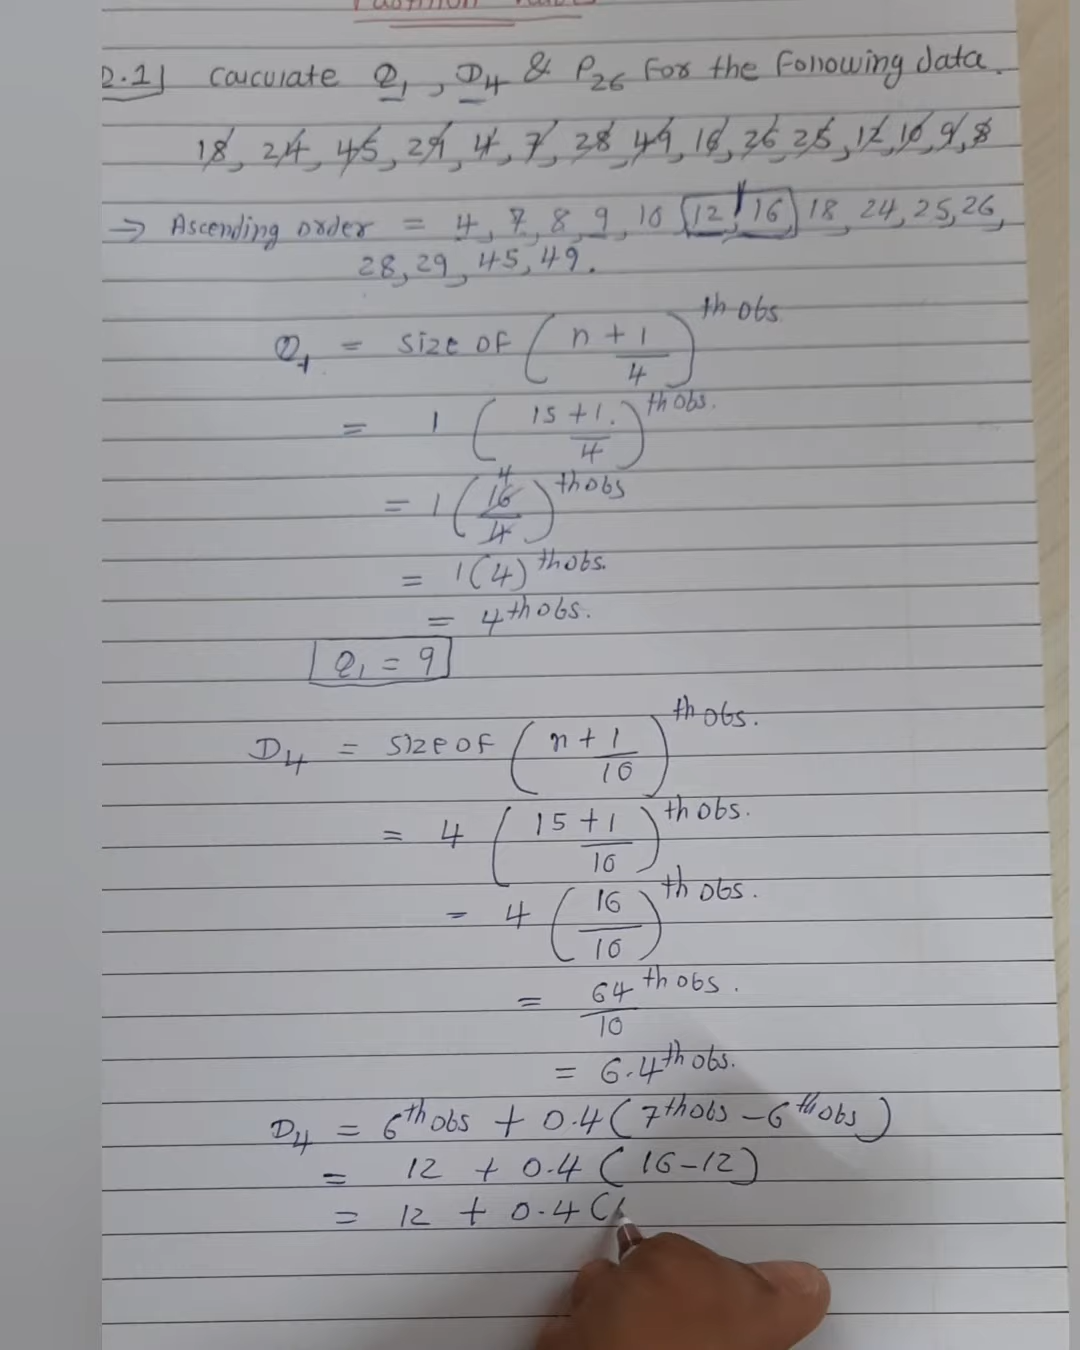 Q.1] Calculate Q₁, D₄ & P₂₆ For the Following data.
18, 24, 45, 29, 4, 7, 28, 49, 16, 26, 25, 12, 10, 9, 8
⇒ Ascending order = 4, 7, 8, 9, 10, 12, 16, 18, 24, 25, 26,
28, 29, 45, 49.
Q₁ = size of (n + 1/4)th obs
= 1 (15 + 1/4)th obs.
= 1 (16/4)th obs 4
= 1(4)th obs.
= 4th obs.
Q₁ = 9
D₄ = size of (n + 1/10)th obs.
= 4 (15 + 1/10)th obs.
= 4 (16/10)th obs.
= 64/10 th obs.
= 6.4th obs.
D₄ = 6th obs + 0.4 (7th obs - 6th obs)
= 12 + 0.4 (16-12)
= 12 + 0.4 (